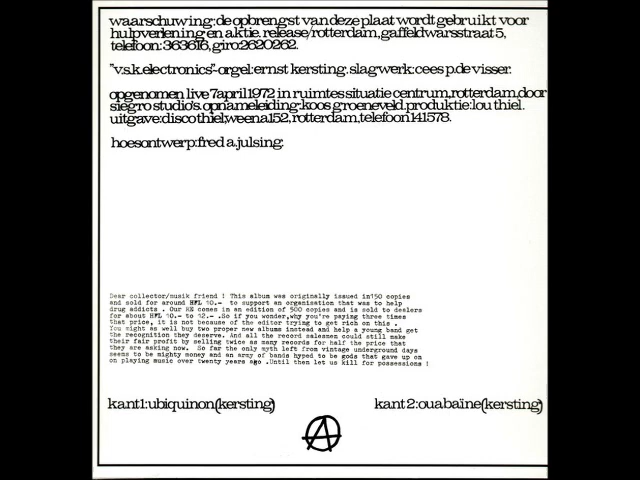 waarschuwing: de opbrengst van deze plaat wordt gebruikt voor
hulpverlening en aktie. release/rotterdam, gaffeldwarsstraat 5,
telefoon: 363616, giro: 2620262.
"v.s.k. electronics"-orgel: ernst kersting. slagwerk: cees p. de visser.
opgenomen live 7 april 1972 in ruimtesituatie centrum, rotterdam, door
siegro studio's. opnameleiding: koos groeneveld. produktie: lou thiel.
uitgave: disco thiel, weena 152, rotterdam, telefoon 141578.
hoesontwerp: fred a. julsing.
Dear collector/musik friend ! This album was originally issued in150 copies
and sold for around HFL 10.- to support an organisation that was to help
drug addicts . Our RE comes in an edition of 500 copies and is sold to dealers
for about HFL 10.- to 12.- .So if you wonder,why you're paying three times
that price, it is not because of the editor trying to get rich on this .
You might as well buy two proper new albums instead and help a young band get
the recognition they deserve. And all the record salesmen could still make
their fair profit by selling twice as many records for half the price that
they are asking now. So far the only myth left from vintage underground days
seems to be mighty money and an army of bands hyped to be gods that gave up on
on playing music over twenty years ago .Until then let us kill for possessions !
kant 1: ubiquinon (kersting)
kant 2: ouabaïne (kersting)